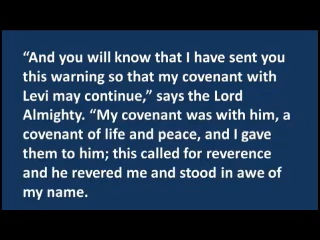 “And you will know that I have sent you
this warning so that my covenant with
Levi may continue,” says the Lord
Almighty. “My covenant was with him, a
covenant of life and peace, and I gave
them to him; this called for reverence
and he revered me and stood in awe of
my name.